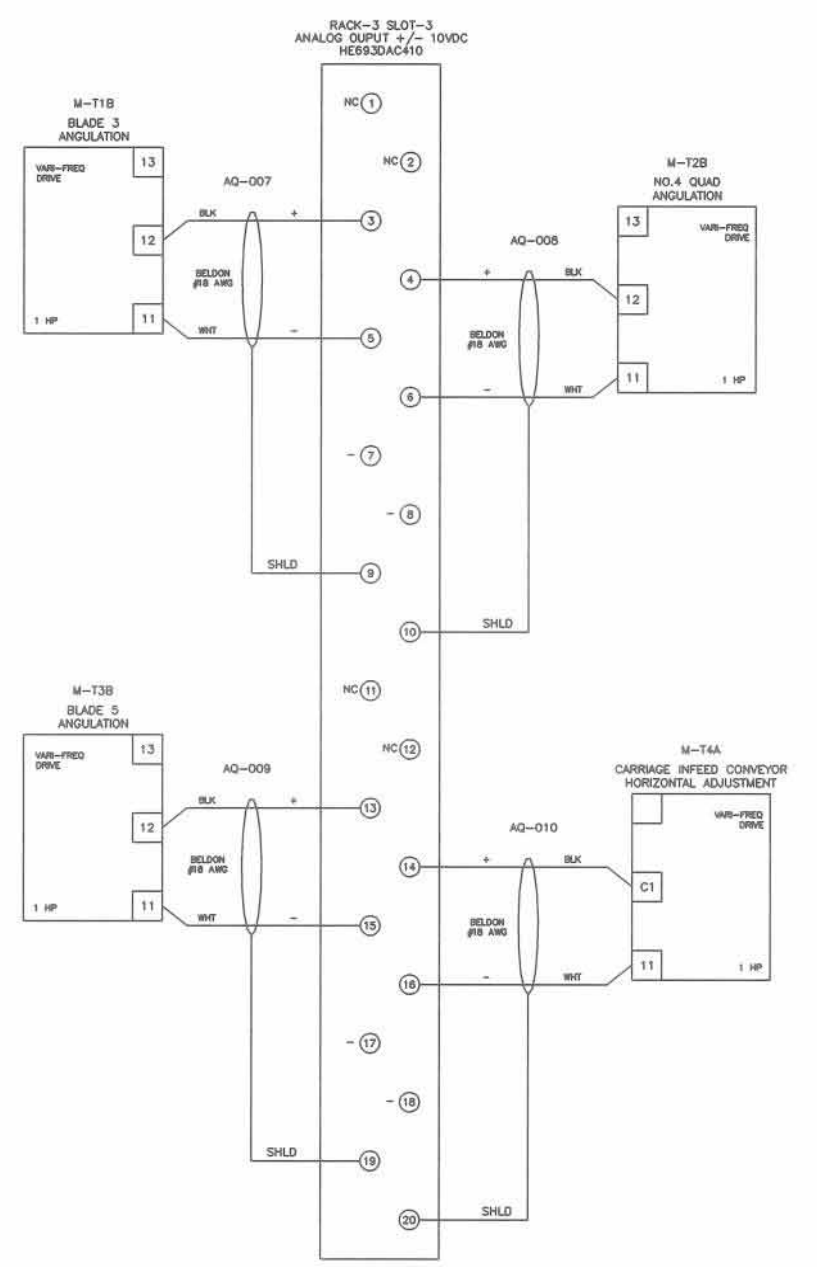 RACK-3 SLOT-3
ANALOG OUPUT +/- 10VDC
HE693DAC410
NC 1
NC 2
M-T1B
BLADE 3
ANGULATION
VARI-FREQ
DRIVE
13
12
11
1 HP
AQ-007
BLK
+
3
BELDON
#18 AWG
WHT
-
5
M-T2B
NO.4 QUAD
ANGULATION
13
VARI-FREQ
DRIVE
12
11
1 HP
AQ-008
4
+
BLK
BELDON
#18 AWG
6
-
WHT
- 7
- 8
SHLD
9
10
SHLD
NC 11
NC 12
M-T3B
BLADE 5
ANGULATION
VARI-FREQ
DRIVE
13
12
11
1 HP
AQ-009
BLK
+
13
BELDON
#18 AWG
WHT
-
15
M-T4A
CARRIAGE INFEED CONVEYOR
HORIZONTAL ADJUSTMENT
VARI-FREQ
DRIVE
C1
11
1 HP
AQ-010
14
+
BLK
BELDON
#18 AWG
16
-
WHT
- 17
- 18
SHLD
19
20
SHLD